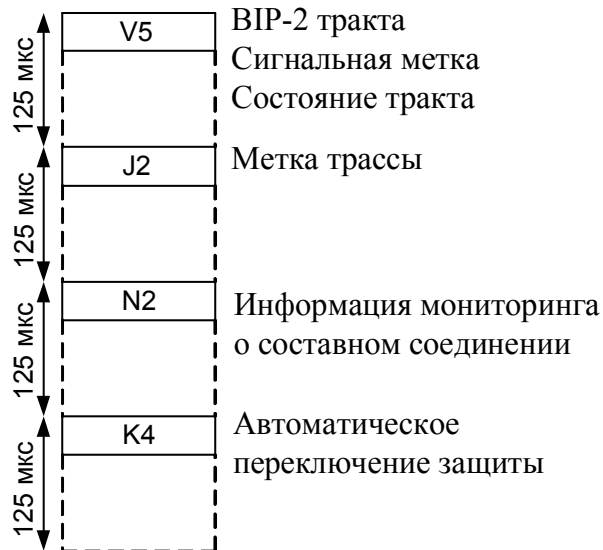 V5
BIP-2 тракта
Сигнальная метка
Состояние тракта
125 мкс
J2
Метка трассы
125 мкс
N2
Информация мониторинга
о составном соединении
125 мкс
K4
Автоматическое
переключение защиты
125 мкс